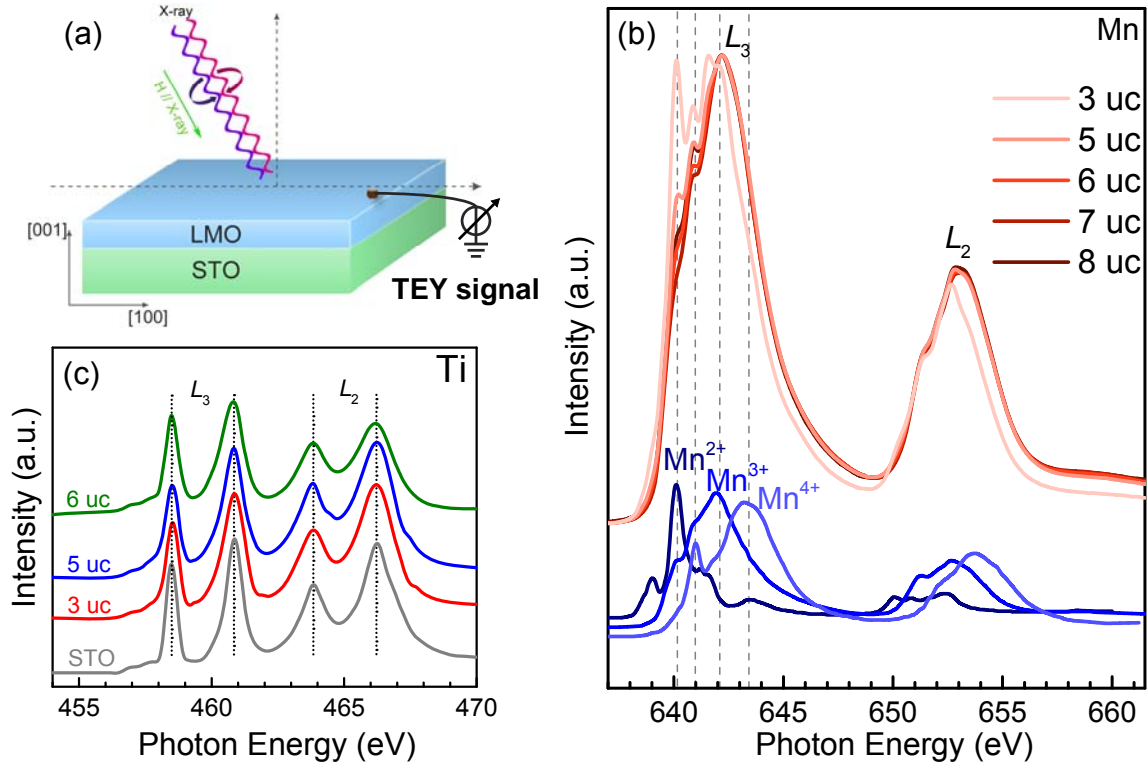 (a)
X-ray
H // X-ray
LMO
STO
[001]
[100]
TEY signal
(b)
Mn
L3
L2
3 uc
5 uc
6 uc
7 uc
8 uc
Mn2+
Mn3+
Mn4+
Intensity (a.u.)
640 645 650 655 660
Photon Energy (eV)
(c)
Ti
L3
L2
6 uc
5 uc
3 uc
STO
Intensity (a.u.)
455 460 465 470
Photon Energy (eV)